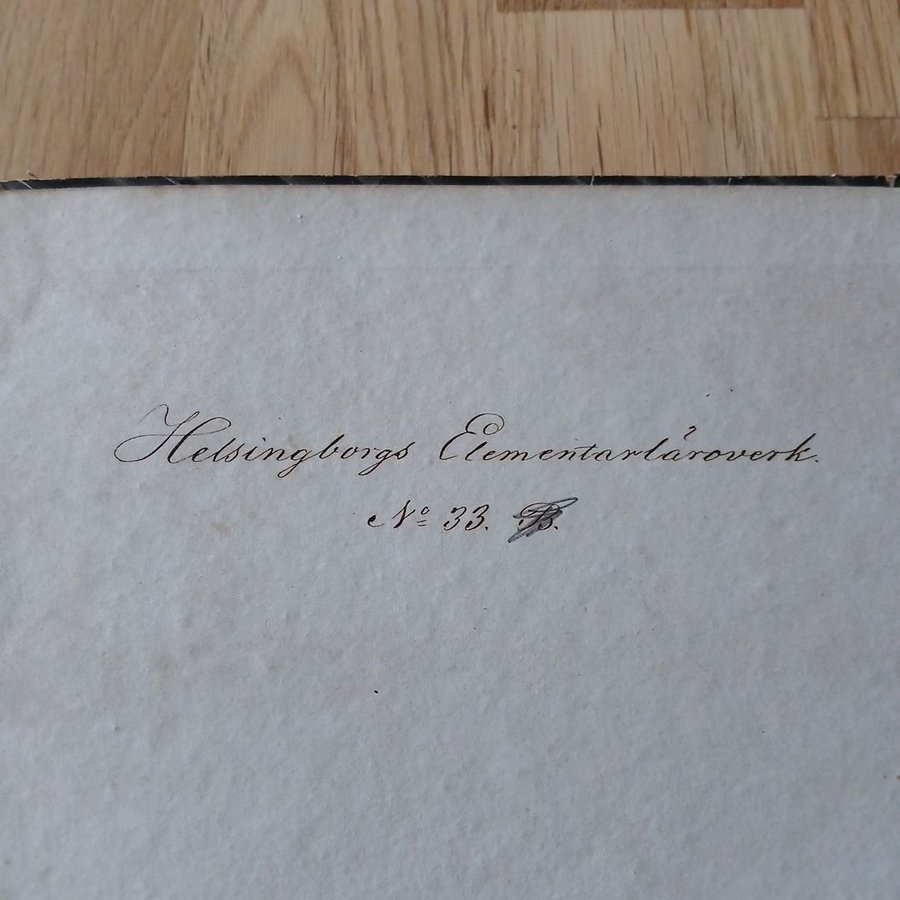 Helsingborgs Elementarläroverk.
No 33. B.